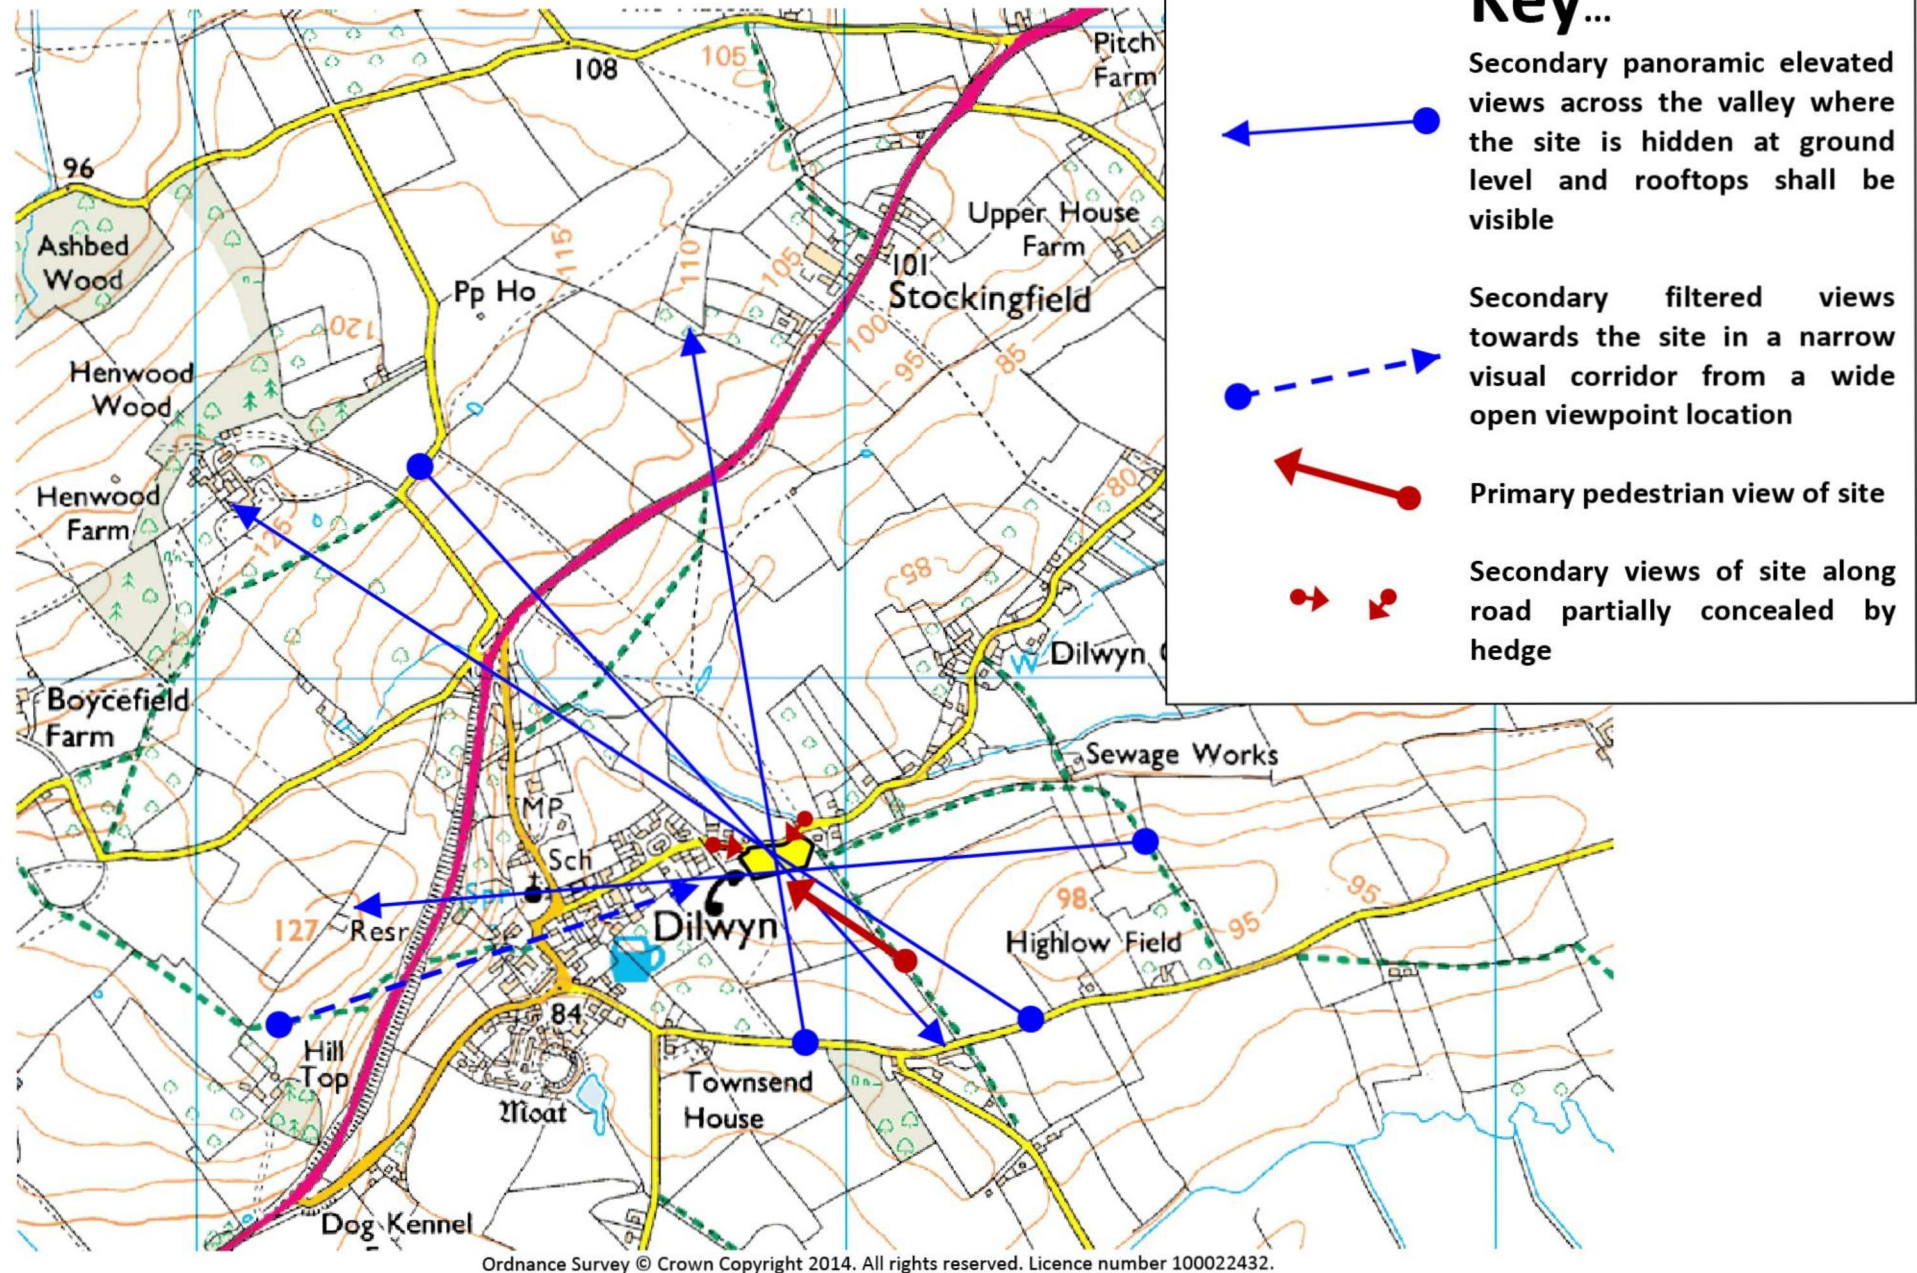 Key...
Secondary panoramic elevated
views across the valley where
the site is hidden at ground
level and rooftops shall be
visible
Secondary filtered views
towards the site in a narrow
visual corridor from a wide
open viewpoint location
Primary pedestrian view of site
Secondary views of site along
road partially concealed by
hedge
Pitch
Farm
108
105
96
Ashbed
Wood
Upper House
Farm
115
110
105
101
Stockingfield
Pp Ho
120
100
95
85
Henwood
Wood
Henwood
Farm
125
80
85
Dilwyn
W
Boycefield
Farm
Sewage Works
MP
Sch
Spr
Dilwyn
127
Resr
98
95
95
Highlow Field
84
Hill
Top
Moat
Townsend
House
Dog Kennel
Ordnance Survey © Crown Copyright 2014. All rights reserved. Licence number 100022432.